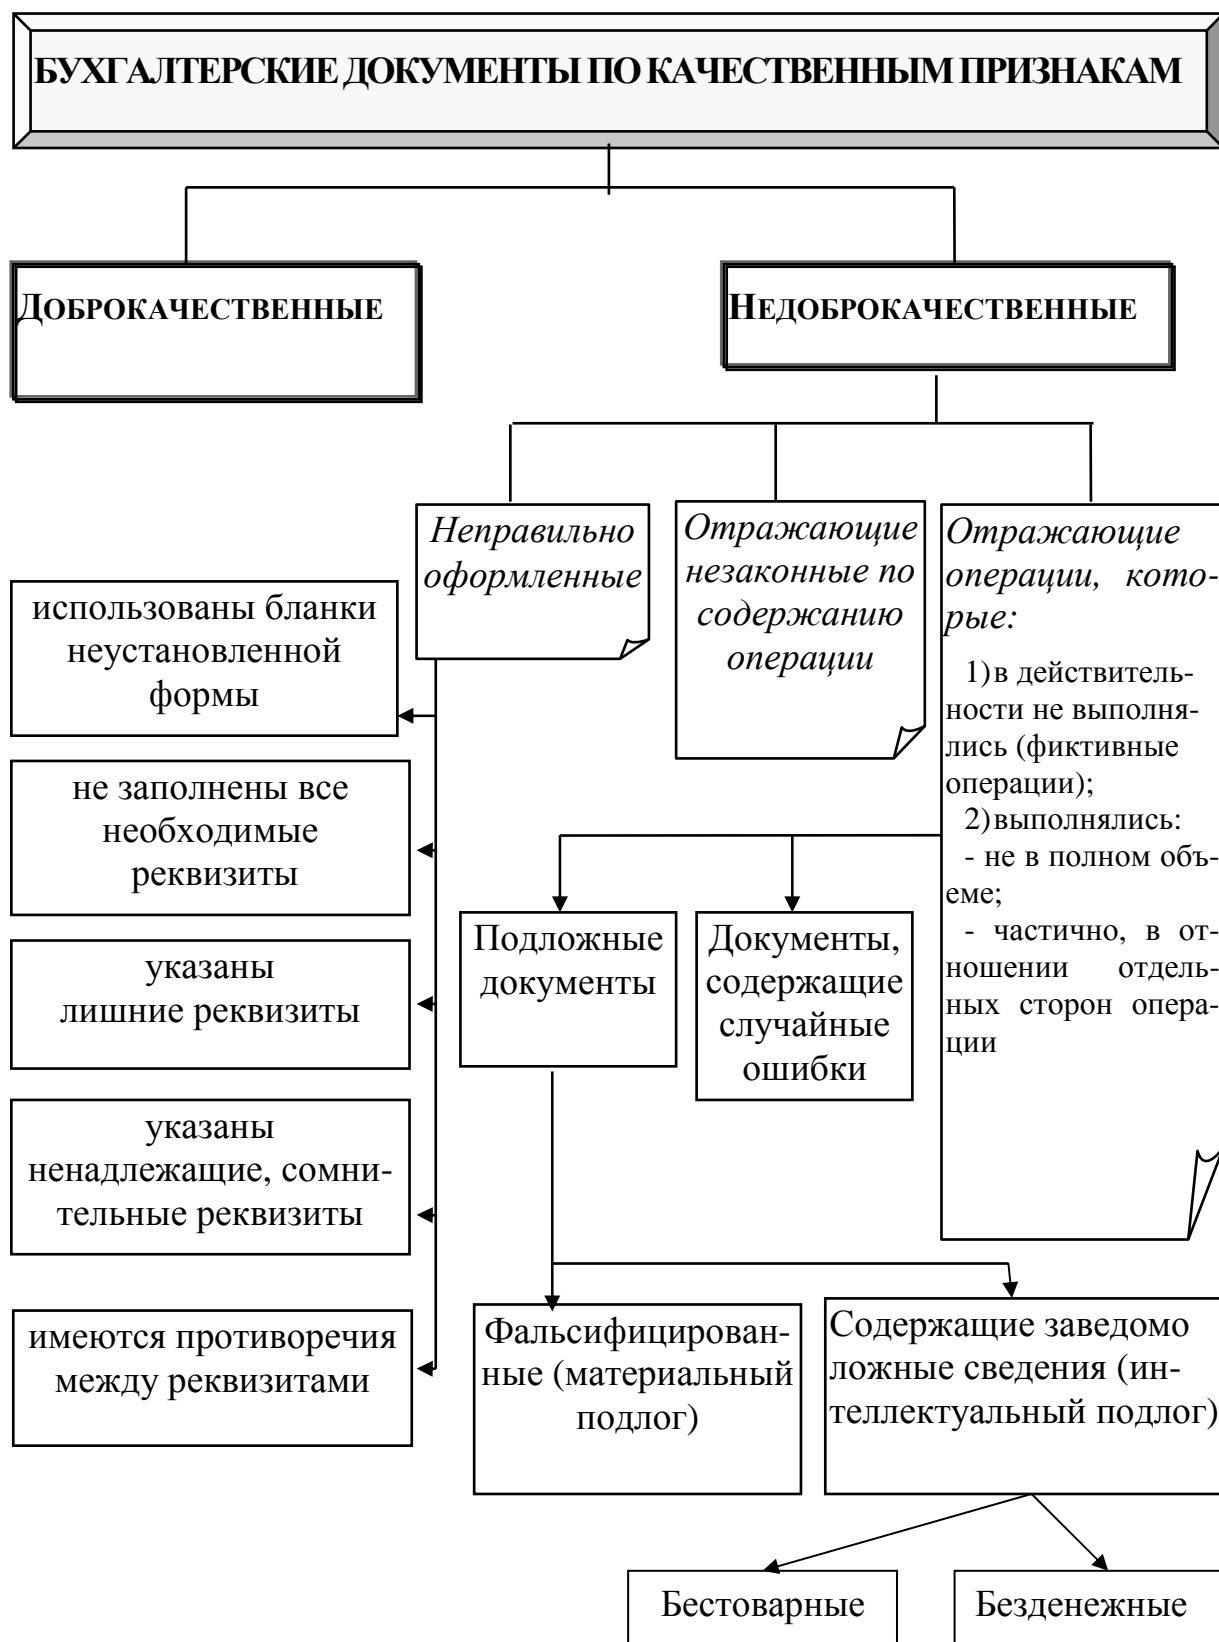 БУХГАЛТЕРСКИЕ ДОКУМЕНТЫ ПО КАЧЕСТВЕННЫМ ПРИЗНАКАМ
ДОБРОКАЧЕСТВЕННЫЕ
НЕДОБРОКАЧЕСТВЕННЫЕ
Неправильно
оформленные
Отражающие
незаконные по
содержанию
операции
Отражающие
операции, кото-
рые:
1) в действитель-
ности не выполня-
лись (фиктивные
операции);
2) выполнялись:
- не в полном объ-
еме;
- частично, в от-
ношении отдель-
ных сторон опера-
ции
использованы бланки
неустановленной
формы
не заполнены все
необходимые
реквизиты
указаны
лишние реквизиты
указаны
ненадлежащие, сомни-
тельные реквизиты
имеются противоречия
между реквизитами
Подложные
документы
Документы,
содержащие
случайные
ошибки
Фальсифицирован-
ные (материальный
подлог)
Содержащие заведомо
ложные сведения (ин-
теллектуальный подлог)
Бестоварные
Безденежные